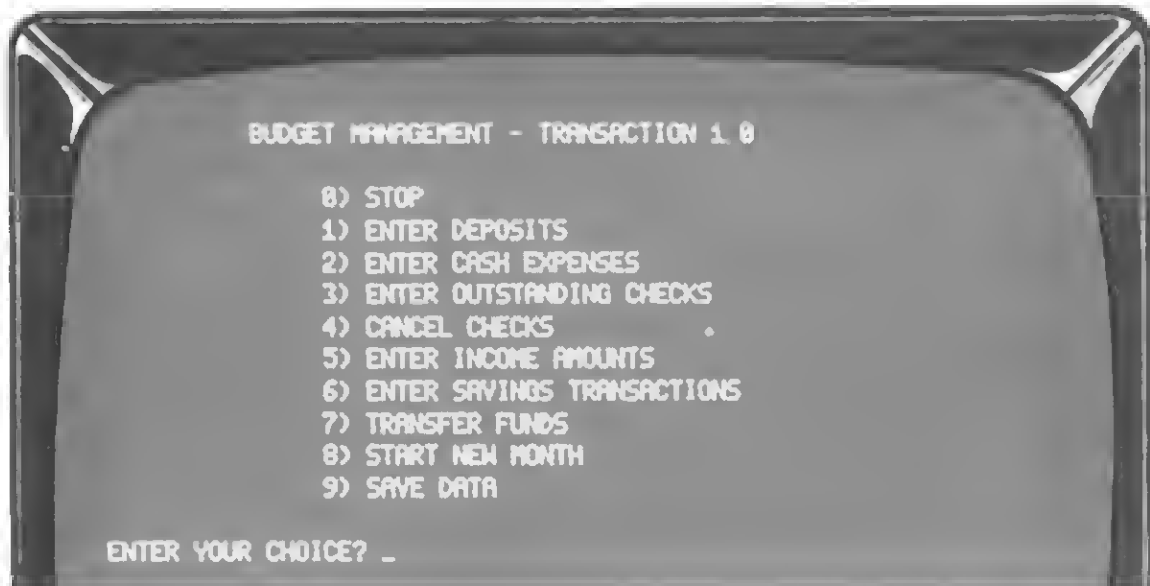 BUDGET MANAGEMENT - TRANSACTION 1.0
0) STOP
1) ENTER DEPOSITS
2) ENTER CASH EXPENSES
3) ENTER OUTSTANDING CHECKS
4) CANCEL CHECKS
5) ENTER INCOME AMOUNTS
6) ENTER SAVINGS TRANSACTIONS
7) TRANSFER FUNDS
8) START NEW MONTH
9) SAVE DATA
ENTER YOUR CHOICE? _